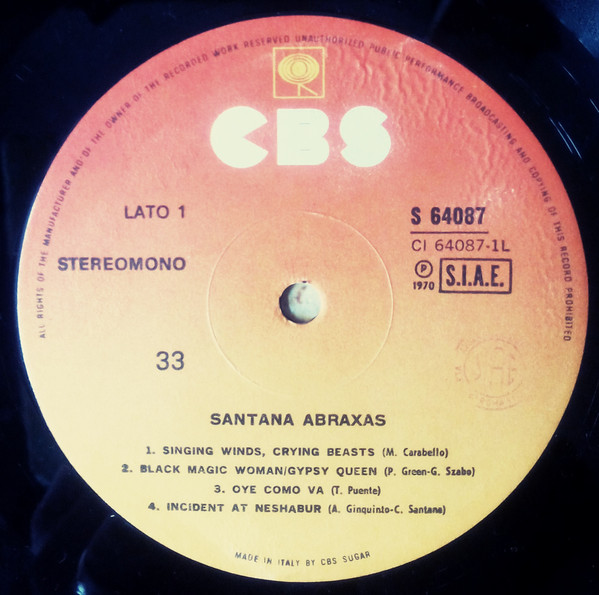 ALL RIGHTS OF THE MANUFACTURER AND/OF THE OWNER OF THE RECORDED WORK RESERVED UNAUTHORIZED PUBLIC PERFORMANCE BROADCASTING AND COPYING OF THIS RECORD PROHIBITED
CBS
LATO 1
S 64087
CI 64087-1L
STEREOMONO
P 1970
S.I.A.E.
33
SANTANA ABRAXAS
1. SINGING WINDS, CRYING BEASTS (M. Carabello)
2. BLACK MAGIC WOMAN/GYPSY QUEEN (P. Green-G. Szabo)
3. OYE COMO VA (T. Puente)
4. INCIDENT AT NESHABUR (A. Ginquinto-C. Santana)
MADE IN ITALY BY CBS SUGAR